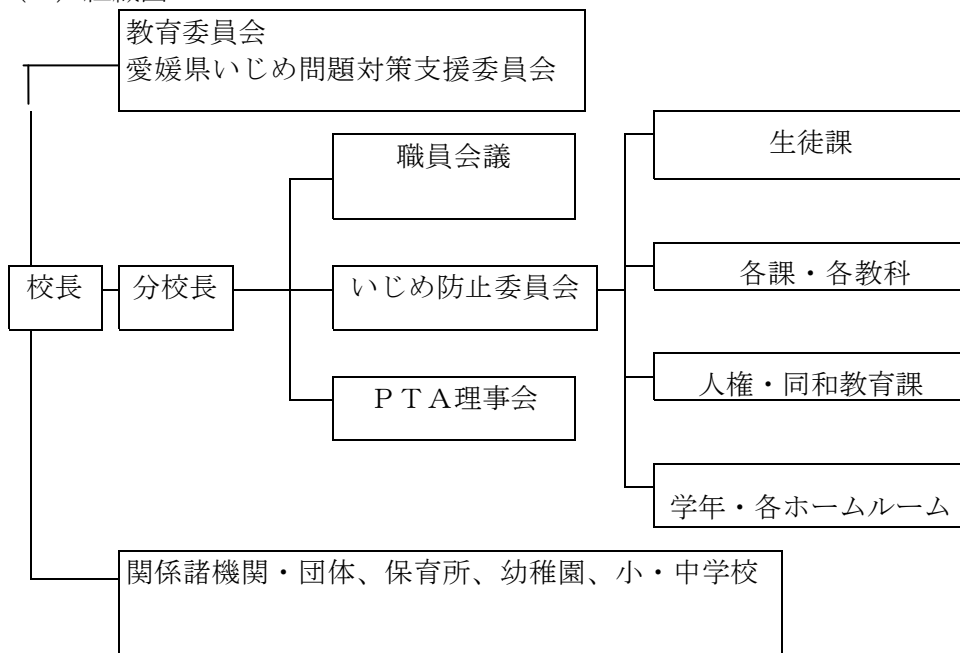 教育委員会
愛媛県いじめ問題対策支援委員会
職員会議
生徒課
校長
分校長
いじめ防止委員会
各課・各教科
ＰＴＡ理事会
人権・同和教育課
学年・各ホームルーム
関係諸機関・団体、保育所、幼稚園、小・中学校